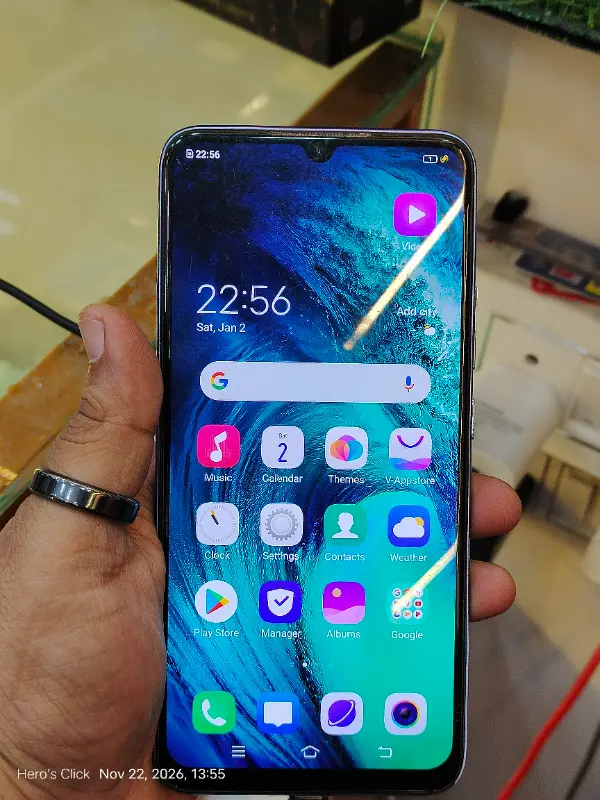 22:56
Video
22:56
Sat, Jan 2
Add city
G
Music
Sat
2
Calendar
Themes
V-Appstore
Clock
Settings
Contacts
Weather
Play Store
Manager
Albums
Google
Hero's Click Nov 22, 2026, 13:55